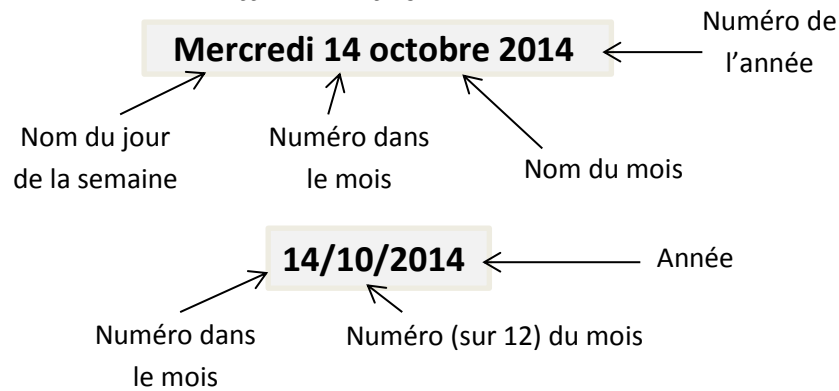 Mercredi 14 octobre 2014
Numéro de
l'année
Nom du jour
de la semaine
Numéro dans
le mois
Nom du mois
14/10/2014
Année
Numéro dans
le mois
Numéro (sur 12) du mois